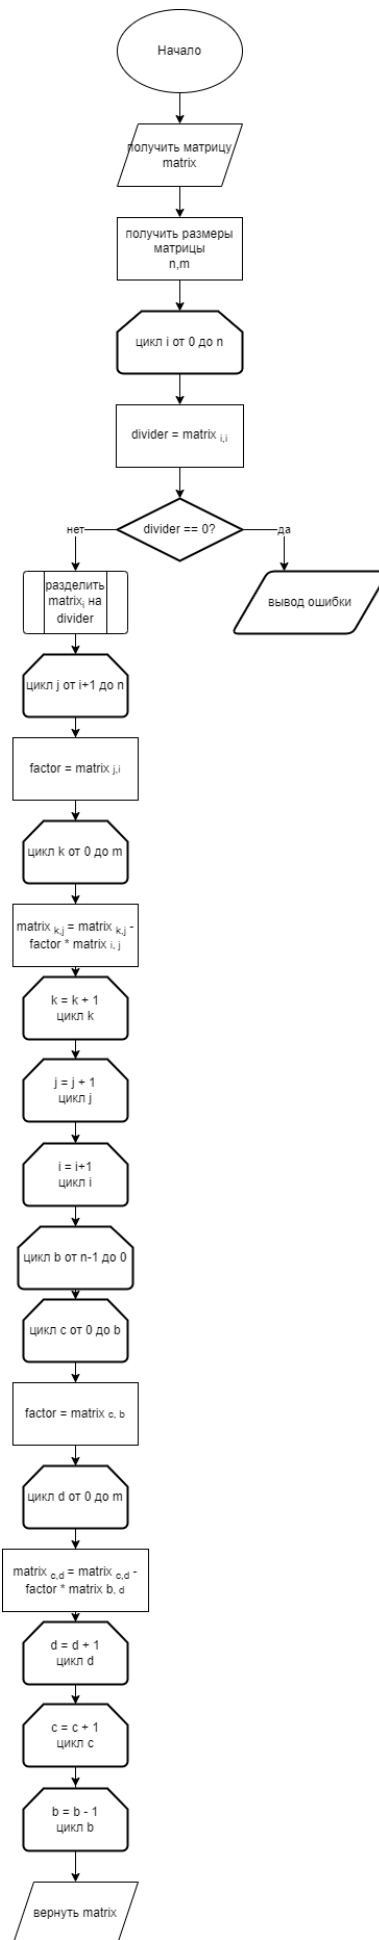 Начало
получить матрицу
matrix
получить размеры
матрицы
n,m
цикл i от 0 до n
divider = matrix i,i
divider == 0?
нет
да
разделить
matrixi на
divider
вывод ошибки
цикл j от i+1 до n
factor = matrix j,i
цикл k от 0 до m
matrix k,j = matrix k,j -
factor * matrix i, j
k = k + 1
цикл k
j = j + 1
цикл j
i = i+1
цикл i
цикл b от n-1 до 0
цикл c от 0 до b
factor = matrix c, b
цикл d от 0 до m
matrix c,d = matrix c,d -
factor * matrix b, d
d = d + 1
цикл d
c = c + 1
цикл c
b = b - 1
цикл b
вернуть matrix